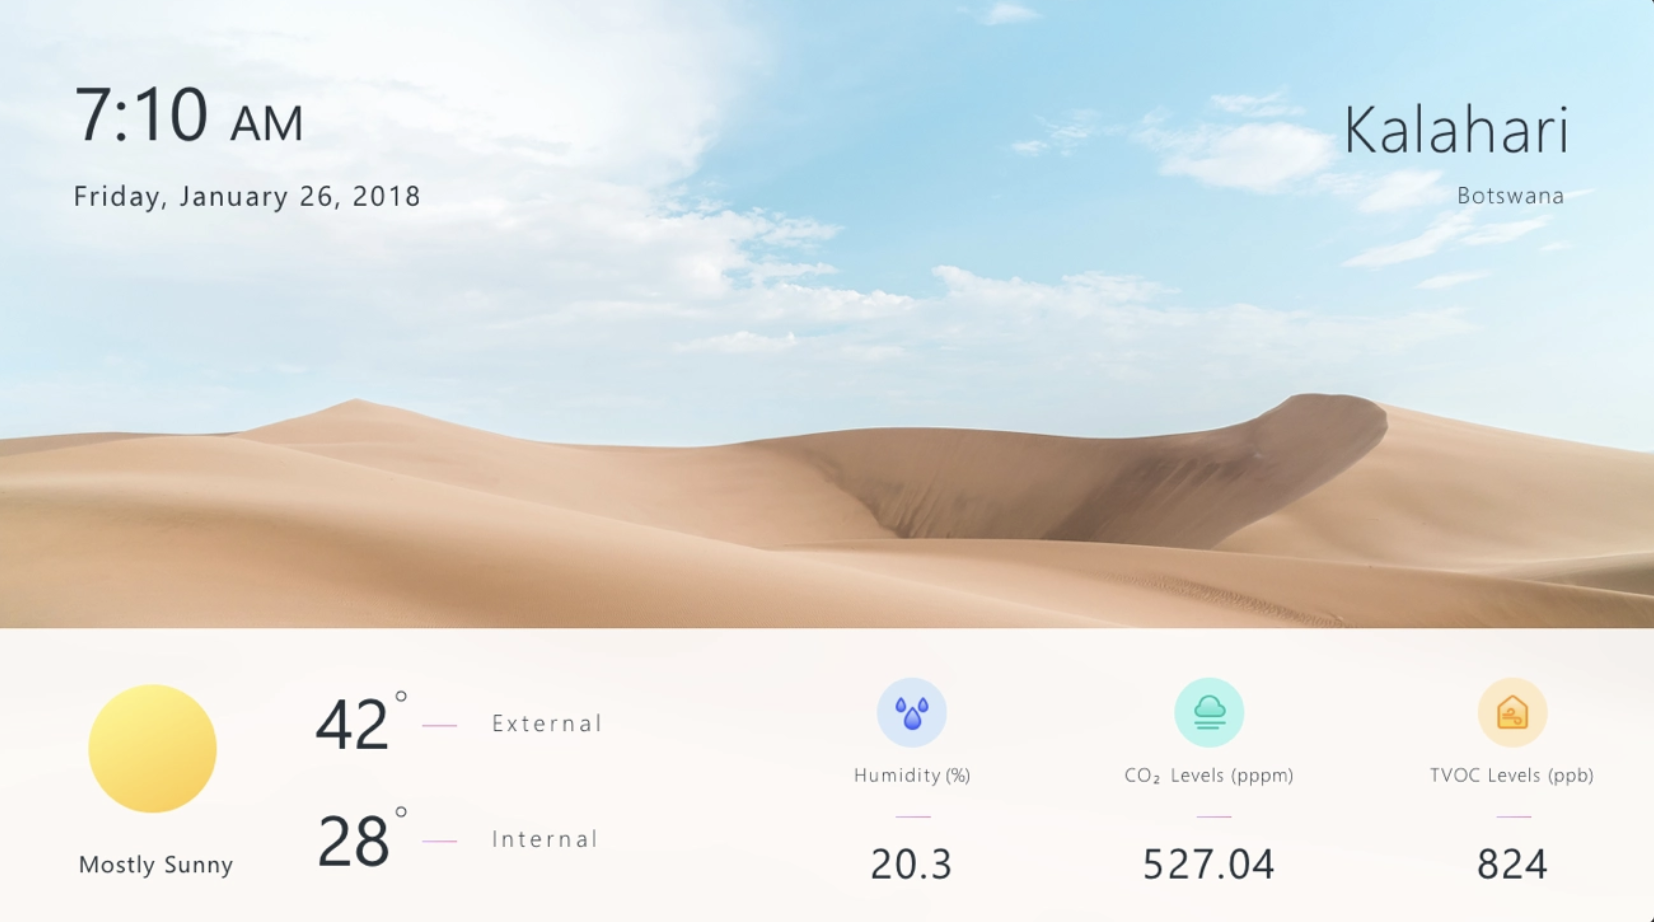 7:10 AM
Friday, January 26, 2018
Kalahari
Botswana
42° External
28° Internal
Mostly Sunny
Humidity (%)
20.3
CO₂ Levels (pppm)
527.04
TVOC Levels (ppb)
824